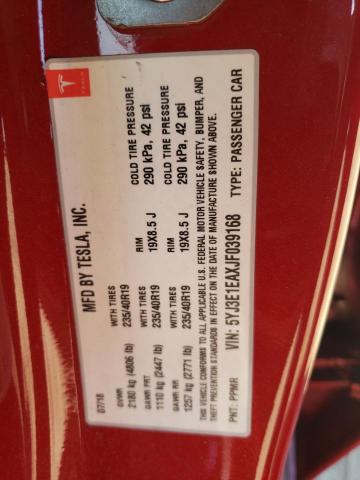 TESLA
MFD BY TESLA, INC.
07/18
GVWR WITH TIRES RIM COLD TIRE PRESSURE
2180 kg (4806 lb) 235/40R19 19X8.5 J 290 kPa, 42 psi
GAWR FRT WITH TIRES RIM COLD TIRE PRESSURE
1110 kg (2447 lb) 235/40R19 19X8.5 J 290 kPa, 42 psi
GAWR RR
1257 kg (2771 lb) 235/40R19
THIS VEHICLE CONFORMS TO ALL APPLICABLE U.S. FEDERAL MOTOR VEHICLE SAFETY, BUMPER, AND
THEFT PREVENTION STANDARDS IN EFFECT ON THE DATE OF MANUFACTURE SHOWN ABOVE.
PNT: PPMR VIN: 5YJ3E1EAXJF039168 TYPE: PASSENGER CAR